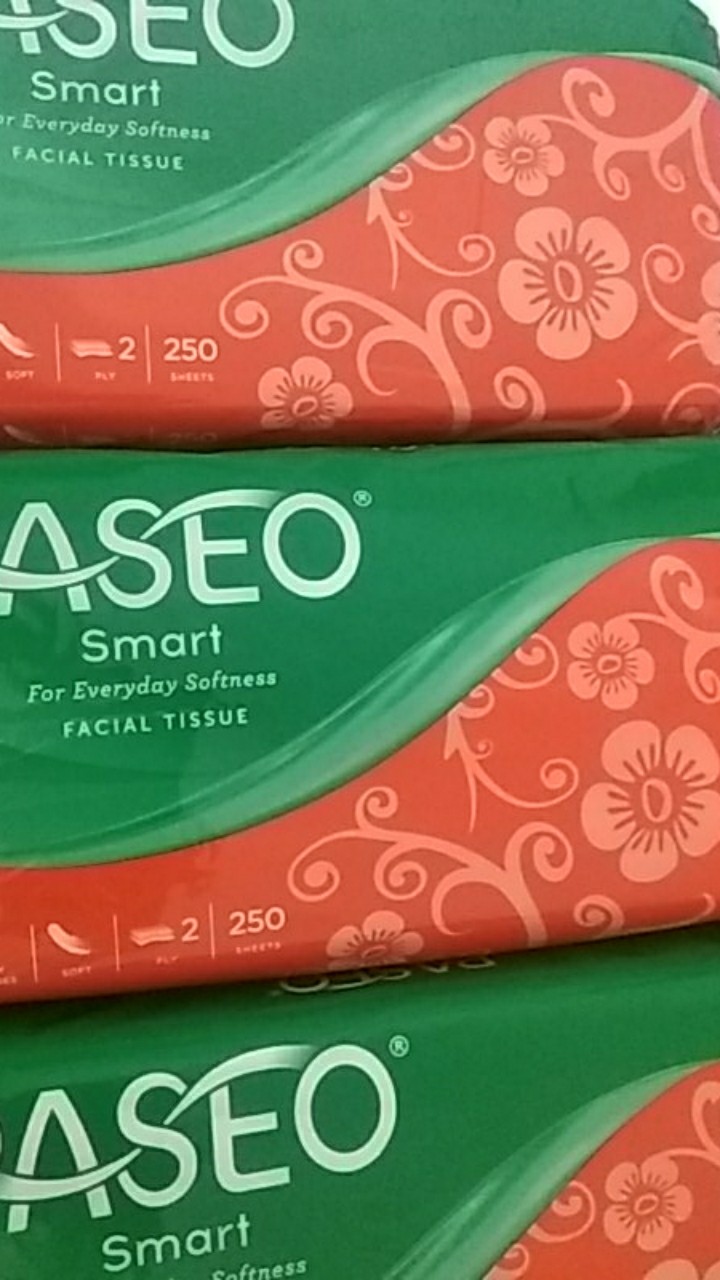 ASEO
Smart
For Everyday Softness
FACIAL TISSUE
SOFT
2
PLY
250
SHEETS
ASEO®
Smart
For Everyday Softness
FACIAL TISSUE
SOFT
2
PLY
250
SHEETS
PASEO
ASEO®
Smart
Softness